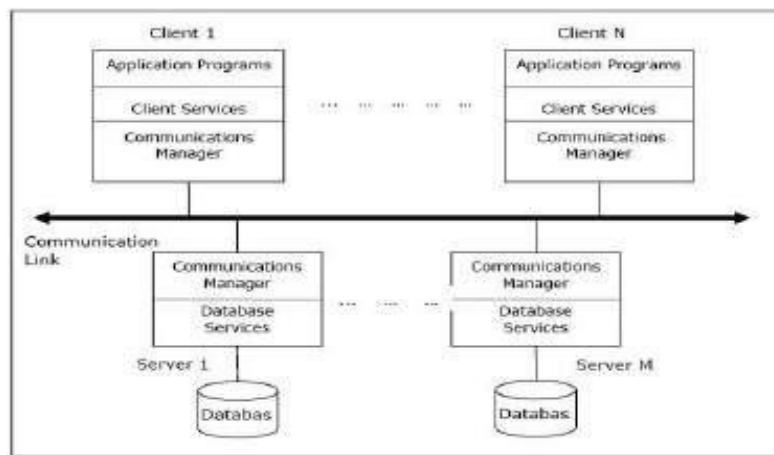 Client 1
Client N
Application Programs
Client Services
Communications
Manager
Application Programs
Client Services
Communications
Manager
Communication
Link
Communications
Manager
Database
Services
Communications
Manager
Database
Services
Server 1
Server M
Databas
Databas